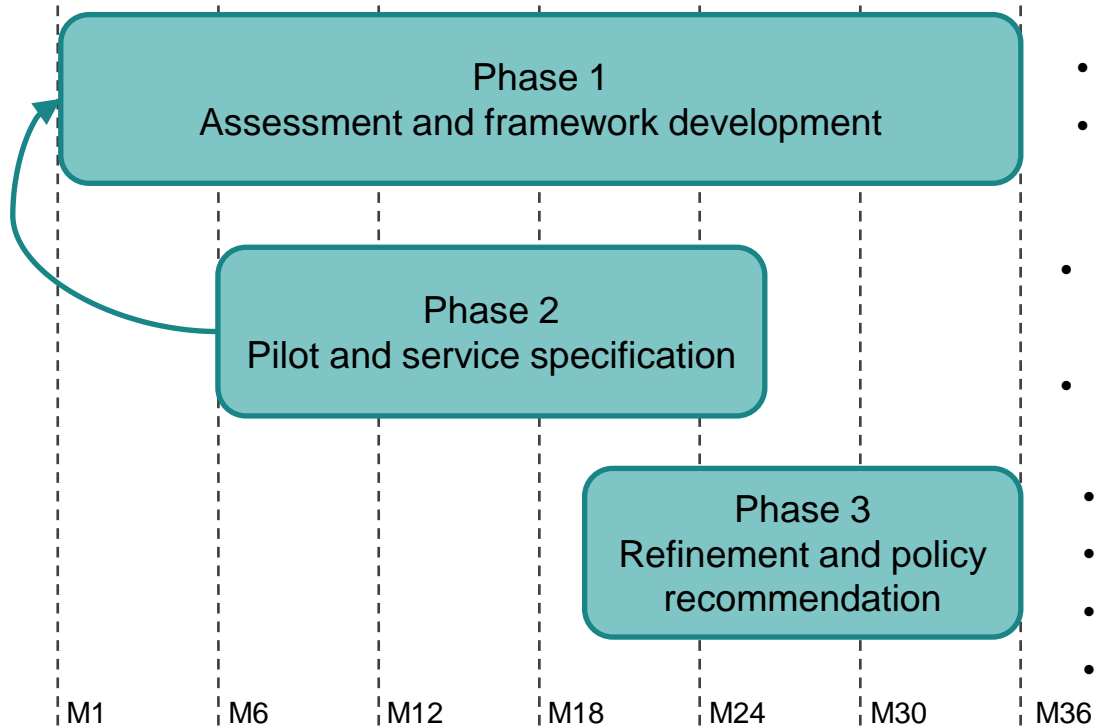 Phase 1
Assessment and framework development
Phase 2
Pilot and service specification
Phase 3
Refinement and policy
recommendation
M1
M6
M12
M18
M24
M30
M36